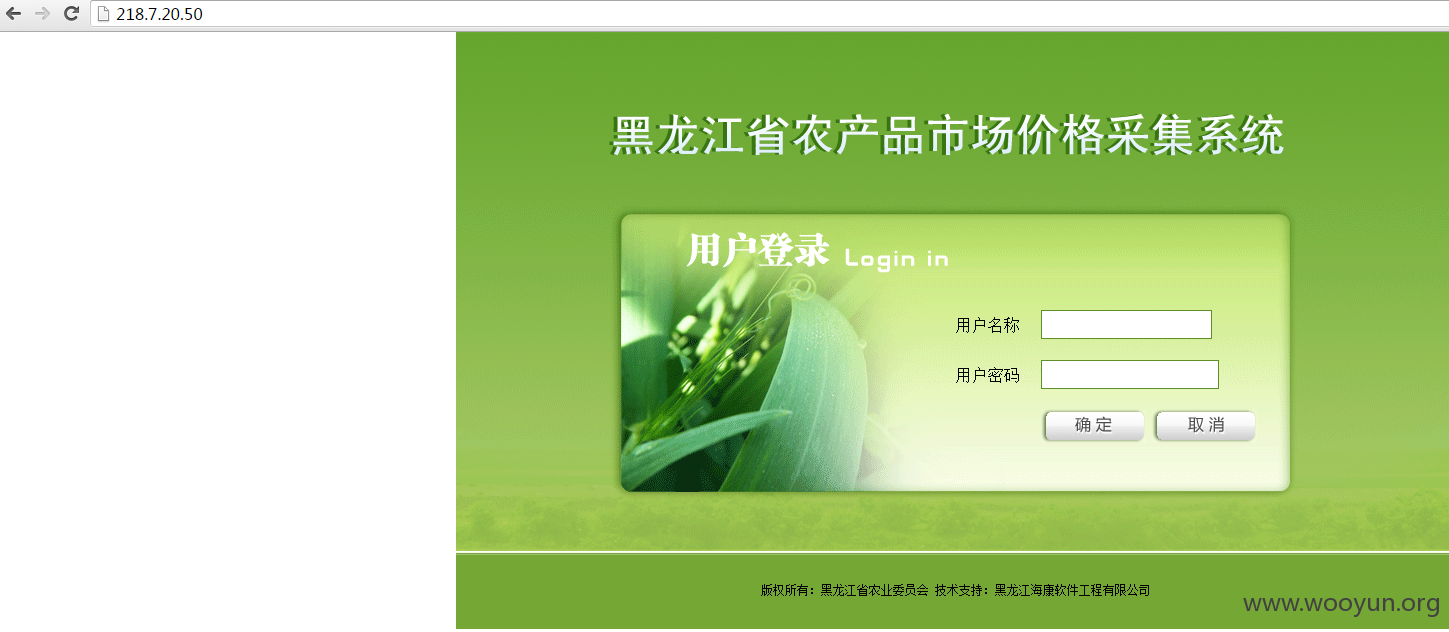 218.7.20.50
黑龙江省农产品市场价格采集系统
用户登录 Login in
用户名称
用户密码
确定 取消
版权所有：黑龙江省农业委员会 技术支持：黑龙江海康软件工程有限公司
www.wooyun.org